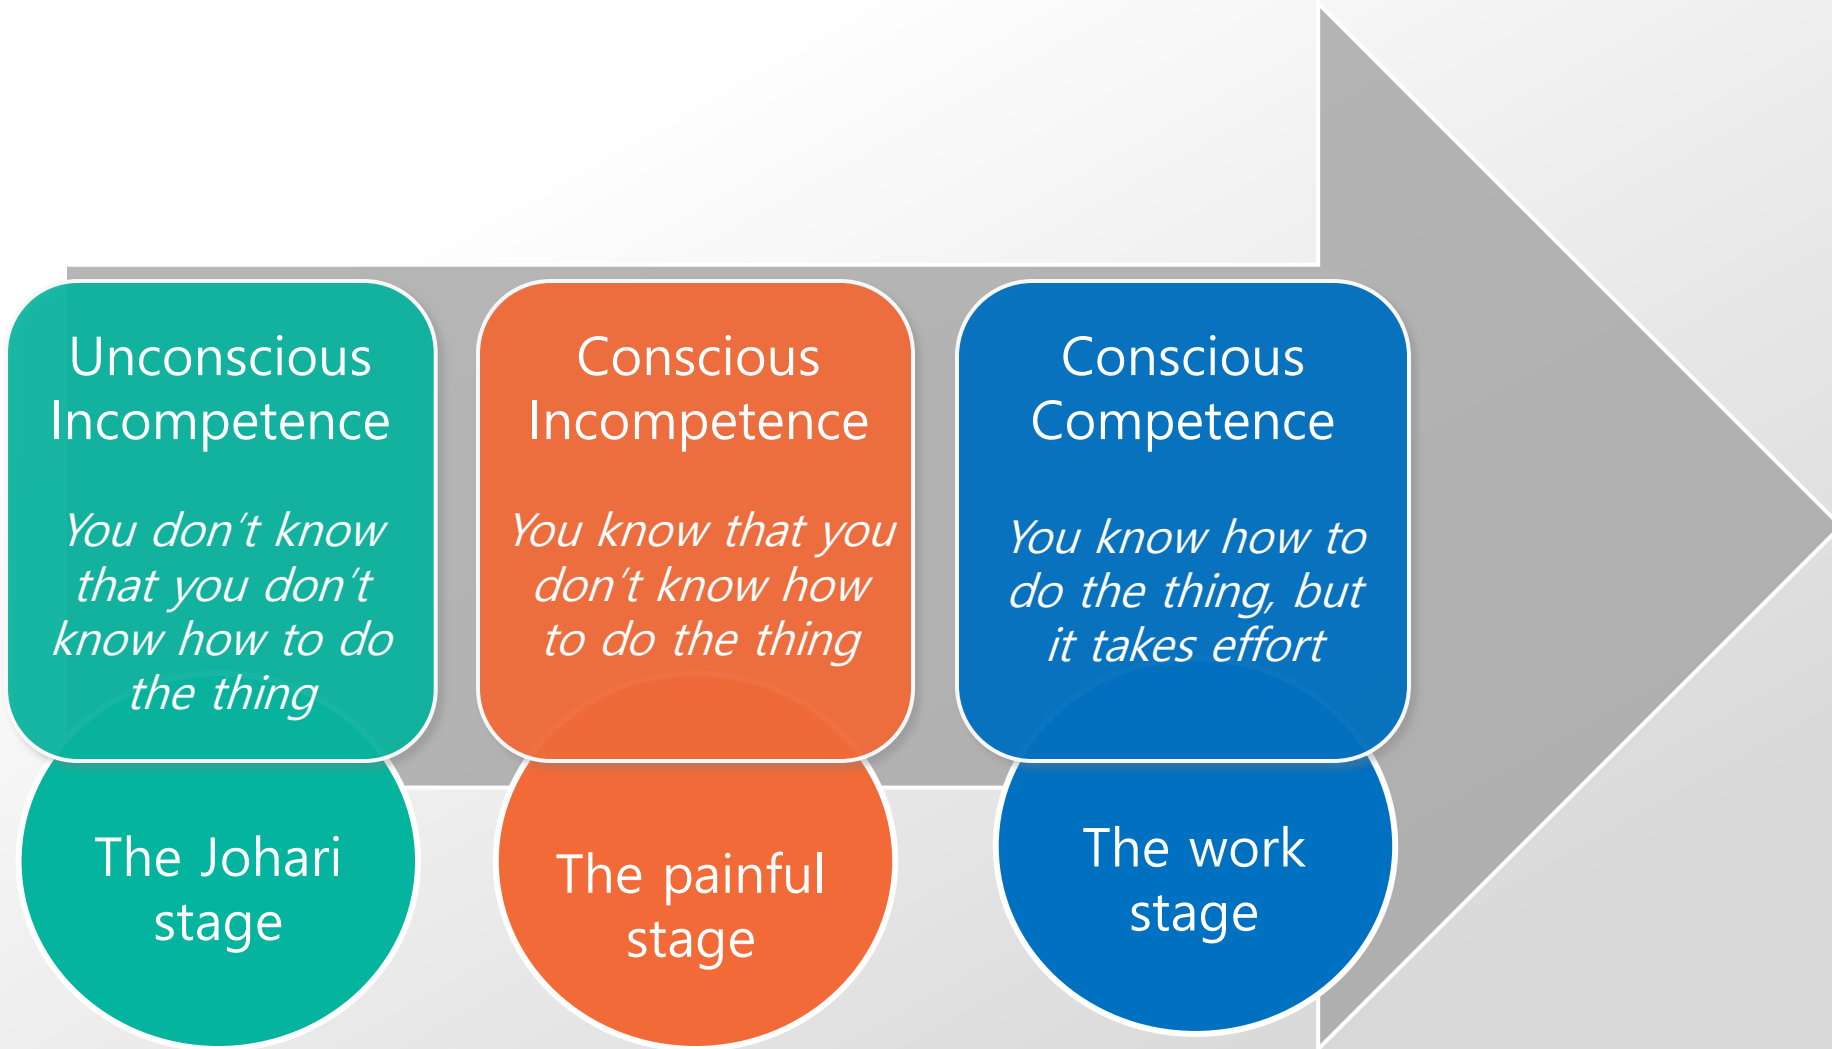 Unconscious
Incompetence
You don't know
that you don't
know how to do
the thing
The Johari
stage
Conscious
Incompetence
You know that you
don't know how
to do the thing
The painful
stage
Conscious
Competence
You know how to
do the thing, but
it takes effort
The work
stage